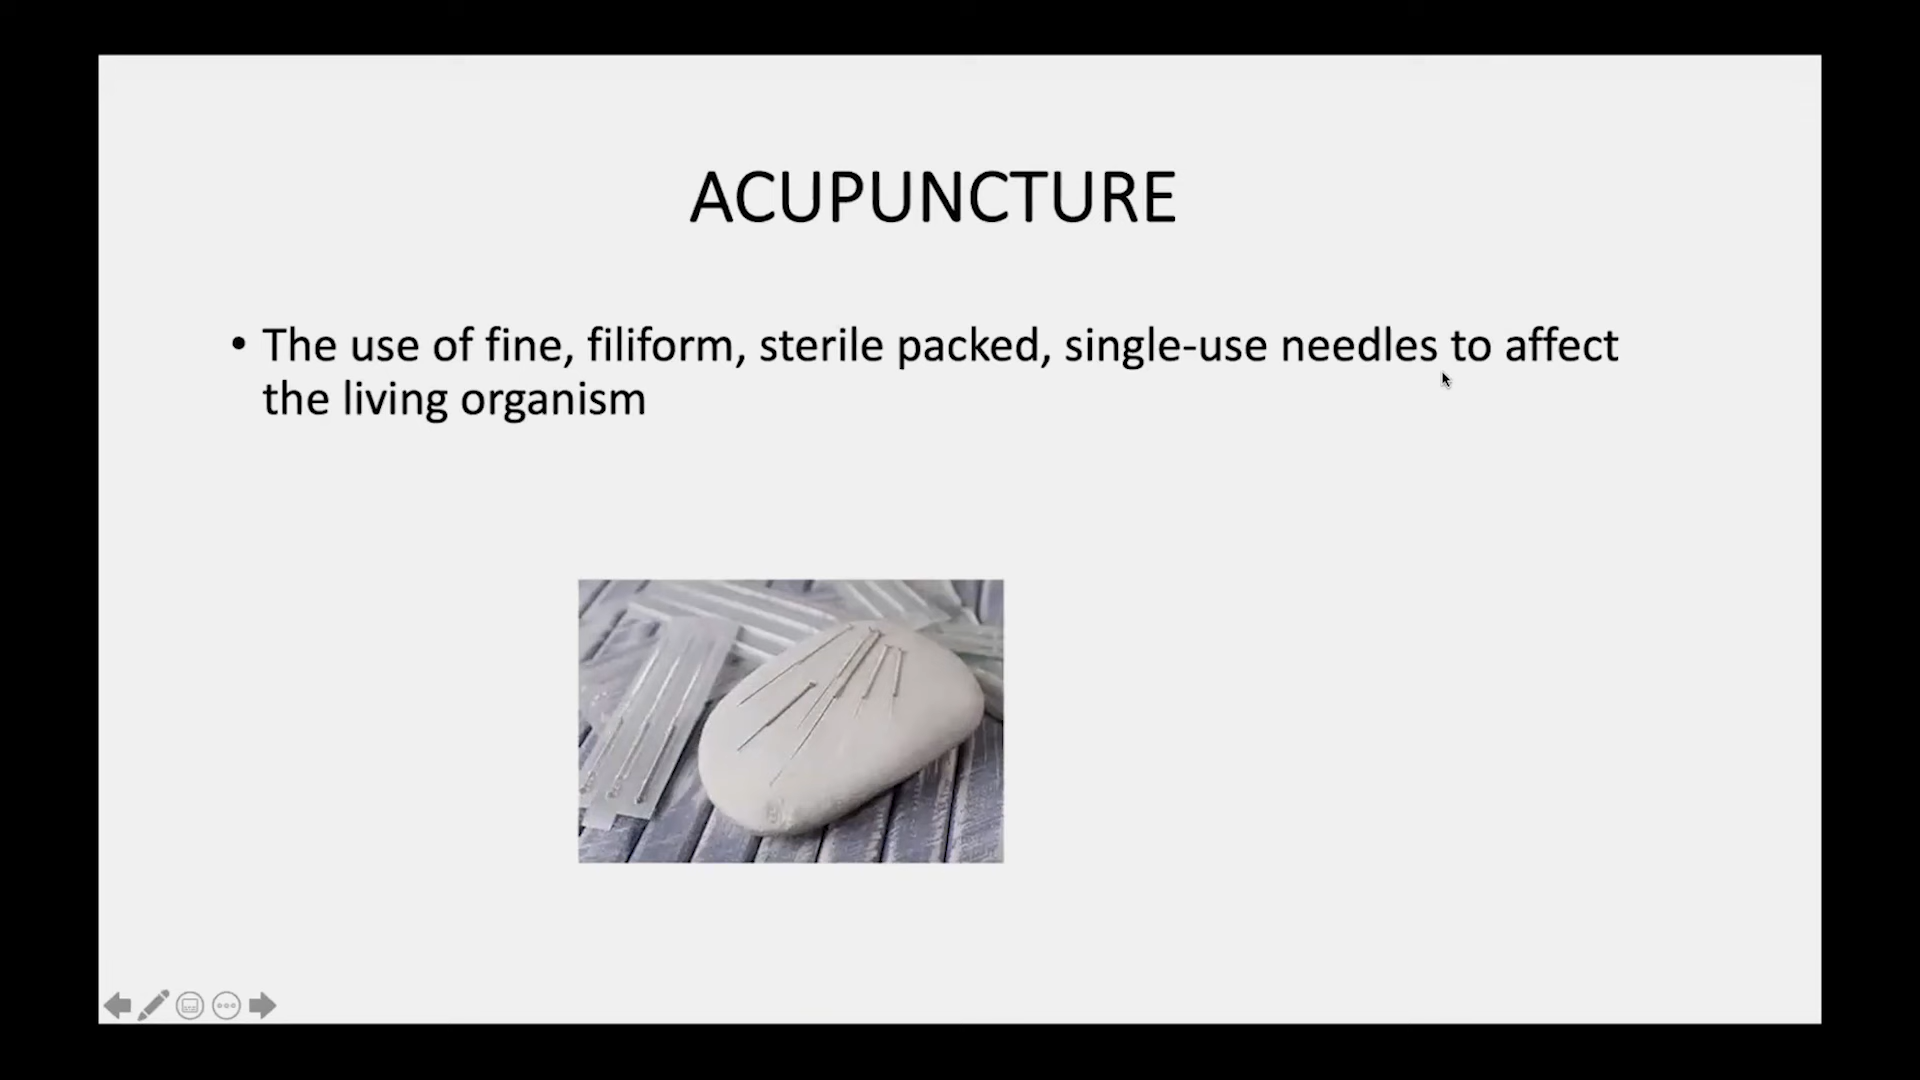 ACUPUNCTURE
• The use of fine, filiform, sterile packed, single-use needles to affect
the living organism